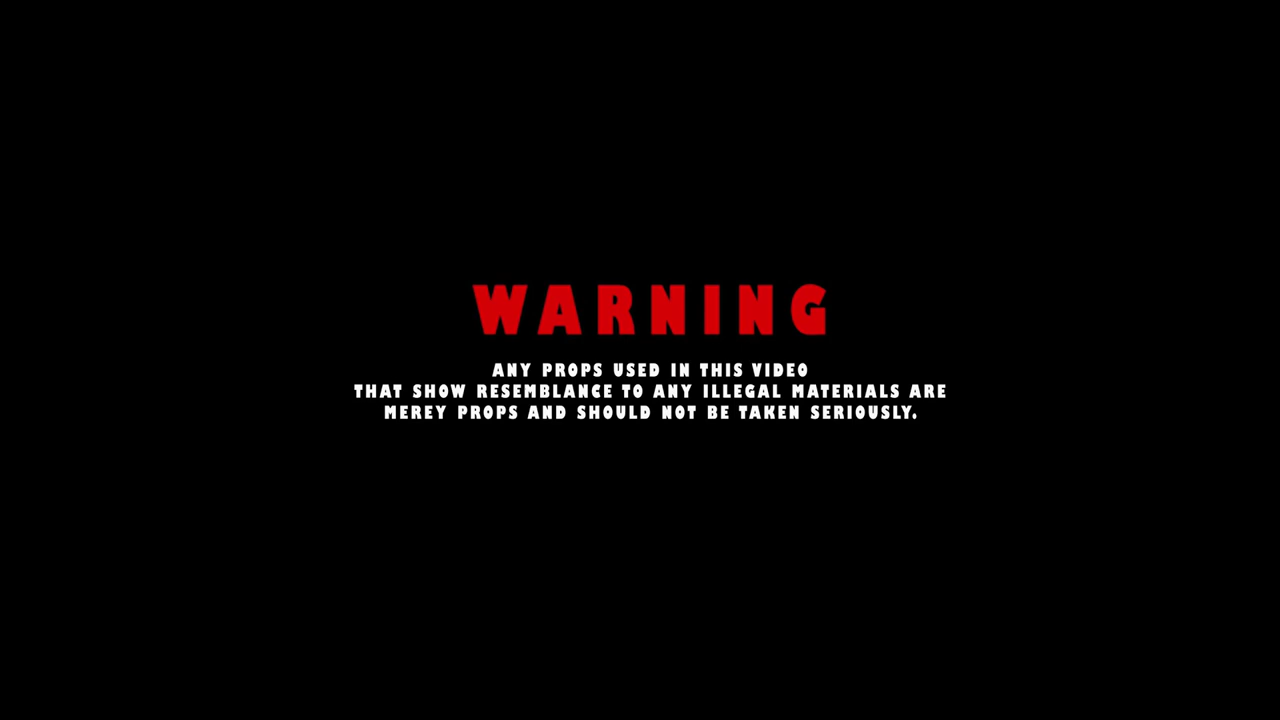 WARNING
ANY PROPS USED IN THIS VIDEO
THAT SHOW RESEMBLANCE TO ANY ILLEGAL MATERIALS ARE
MEREY PROPS AND SHOULD NOT BE TAKEN SERIOUSLY.